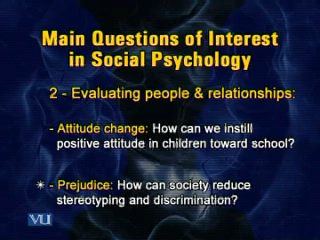 Main Questions of Interest
in Social Psychology
2 - Evaluating people & relationships:
- Attitude change: How can we instill
positive attitude in children toward school?
✴ - Prejudice: How can society reduce
stereotyping and discrimination?
VU